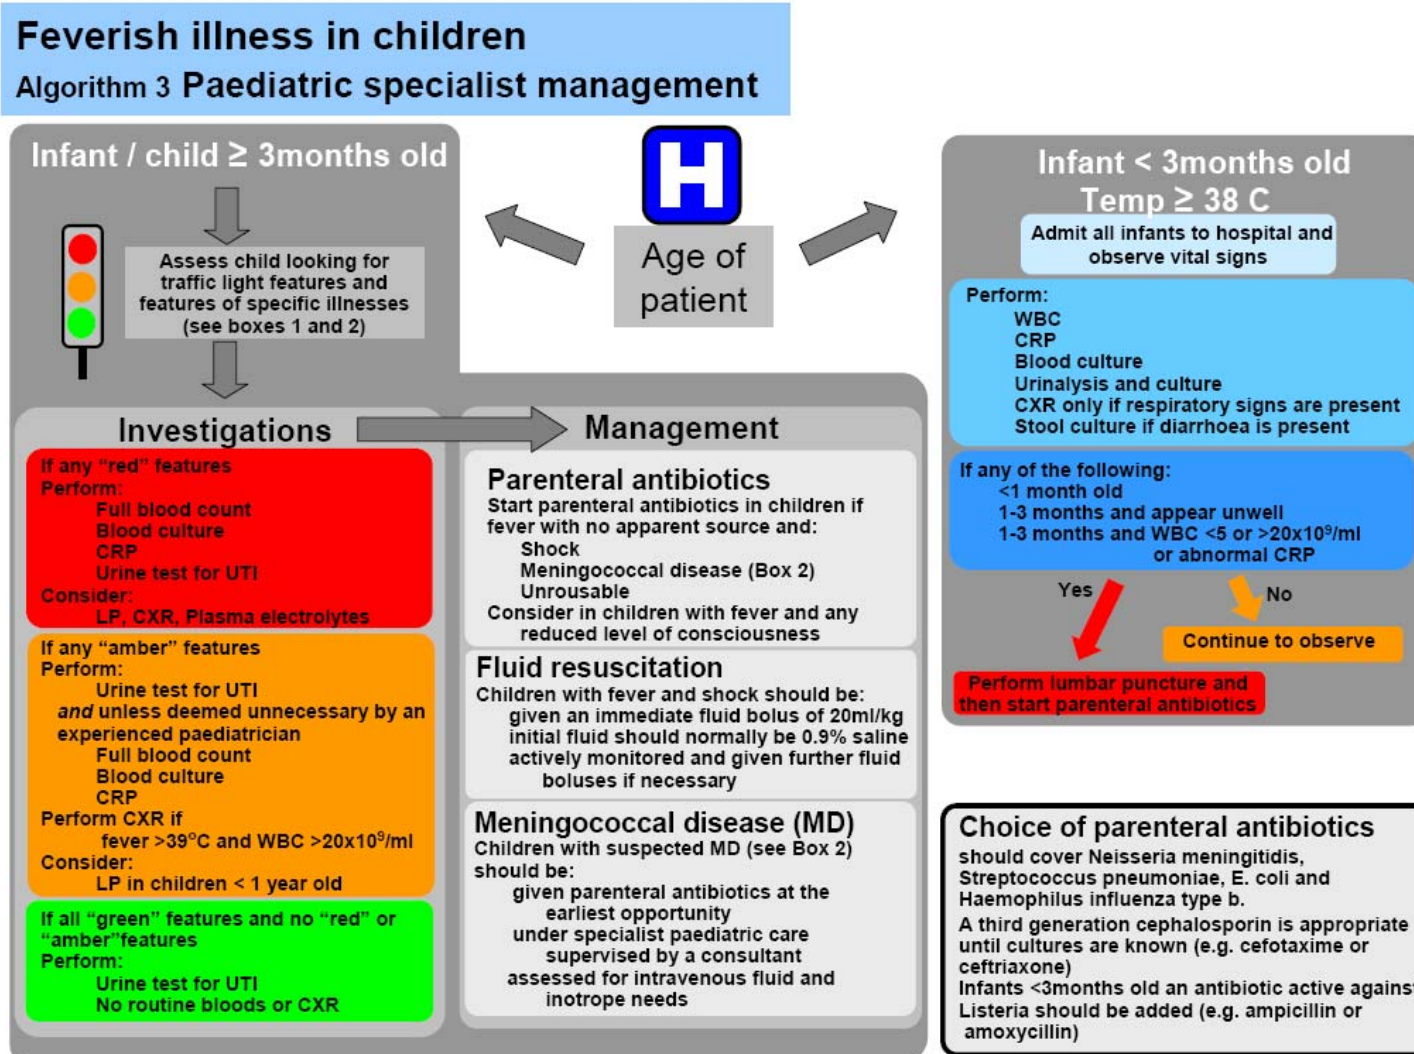 Feverish illness in children
Algorithm 3 Paediatric specialist management
Infant / child ≥ 3months old
Assess child looking for
traffic light features and
features of specific illnesses
(see boxes 1 and 2)
H
Age of
patient
Investigations
If any “red” features
Perform:
Full blood count
Blood culture
CRP
Urine test for UTI
Consider:
LP, CXR, Plasma electrolytes
If any “amber” features
Perform:
Urine test for UTI
and unless deemed unnecessary by an
experienced paediatrician
Full blood count
Blood culture
CRP
Perform CXR if
fever >39°C and WBC >20x10⁹/ml
Consider:
LP in children < 1 year old
If all “green” features and no “red” or
“amber”features
Perform:
Urine test for UTI
No routine bloods or CXR
Management
Parenteral antibiotics
Start parenteral antibiotics in children if
fever with no apparent source and:
Shock
Meningococcal disease (Box 2)
Unrousable
Consider in children with fever and any
reduced level of consciousness
Fluid resuscitation
Children with fever and shock should be:
given an immediate fluid bolus of 20ml/kg
initial fluid should normally be 0.9% saline
actively monitored and given further fluid
boluses if necessary
Meningococcal disease (MD)
Children with suspected MD (see Box 2)
should be:
given parenteral antibiotics at the
earliest opportunity
under specialist paediatric care
supervised by a consultant
assessed for intravenous fluid and
inotrope needs
Infant < 3months old
Temp ≥ 38 C
Admit all infants to hospital and
observe vital signs
Perform:
WBC
CRP
Blood culture
Urinalysis and culture
CXR only if respiratory signs are present
Stool culture if diarrhoea is present
If any of the following:
<1 month old
1-3 months and appear unwell
1-3 months and WBC <5 or >20x10⁹/ml
or abnormal CRP
Yes
No
Continue to observe
Perform lumbar puncture and
then start parenteral antibiotics
Choice of parenteral antibiotics
should cover Neisseria meningitidis,
Streptococcus pneumoniae, E. coli and
Haemophilus influenza type b.
A third generation cephalosporin is appropriate
until cultures are known (e.g. cefotaxime or
ceftriaxone)
Infants <3months old an antibiotic active against
Listeria should be added (e.g. ampicillin or
amoxycillin)